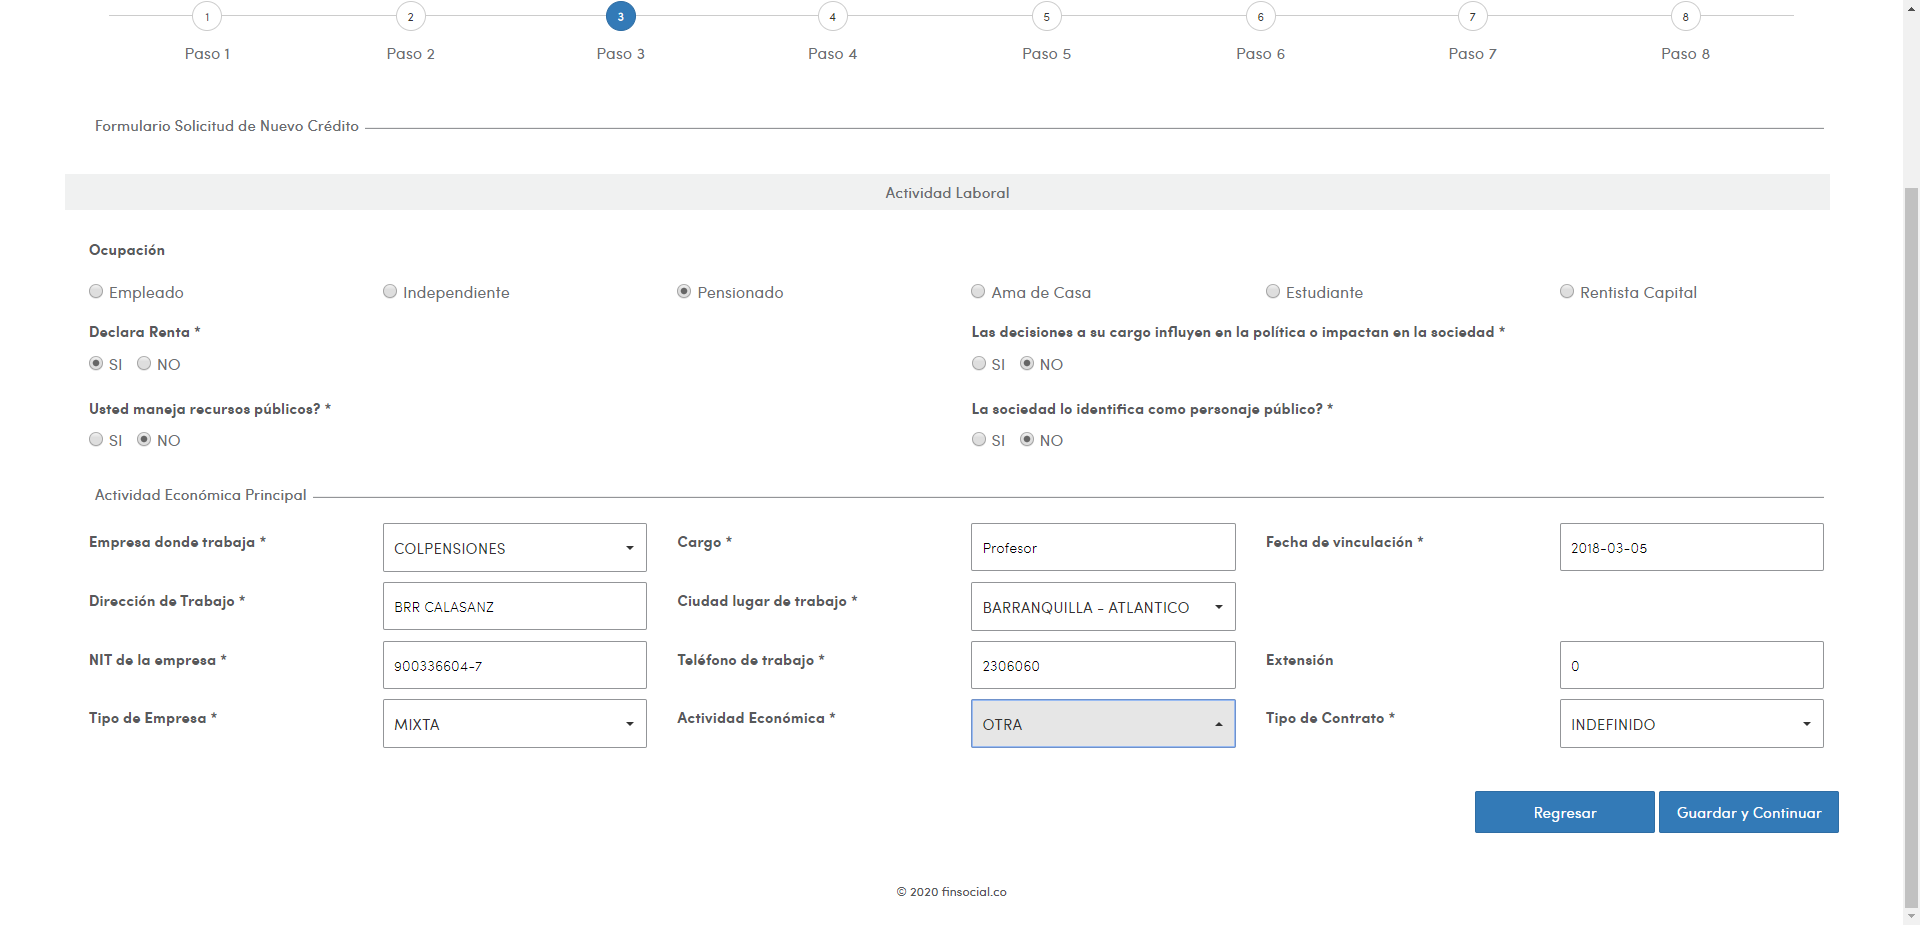 1 2 3 4 5 6 7 8
Paso 1 Paso 2 Paso 3 Paso 4 Paso 5 Paso 6 Paso 7 Paso 8
Formulario Solicitud de Nuevo Crédito
Actividad Laboral
Ocupación
Empleado Independiente Pensionado Ama de Casa Estudiante Rentista Capital
Declara Renta * Las decisiones a su cargo influyen en la política o impactan en la sociedad *
SI NO SI NO
Usted maneja recursos públicos? * La sociedad lo identifica como personaje público? *
SI NO SI NO
Actividad Económica Principal
Empresa donde trabaja * COLPENSIONES Cargo * Profesor Fecha de vinculación * 2018-03-05
Dirección de Trabajo * BRR CALASANZ Ciudad lugar de trabajo * BARRANQUILLA - ATLANTICO
NIT de la empresa * 900336604-7 Teléfono de trabajo * 2306060 Extensión 0
Tipo de Empresa * MIXTA Actividad Económica * OTRA Tipo de Contrato * INDEFINIDO
Regresar Guardar y Continuar
© 2020 finsocial.co